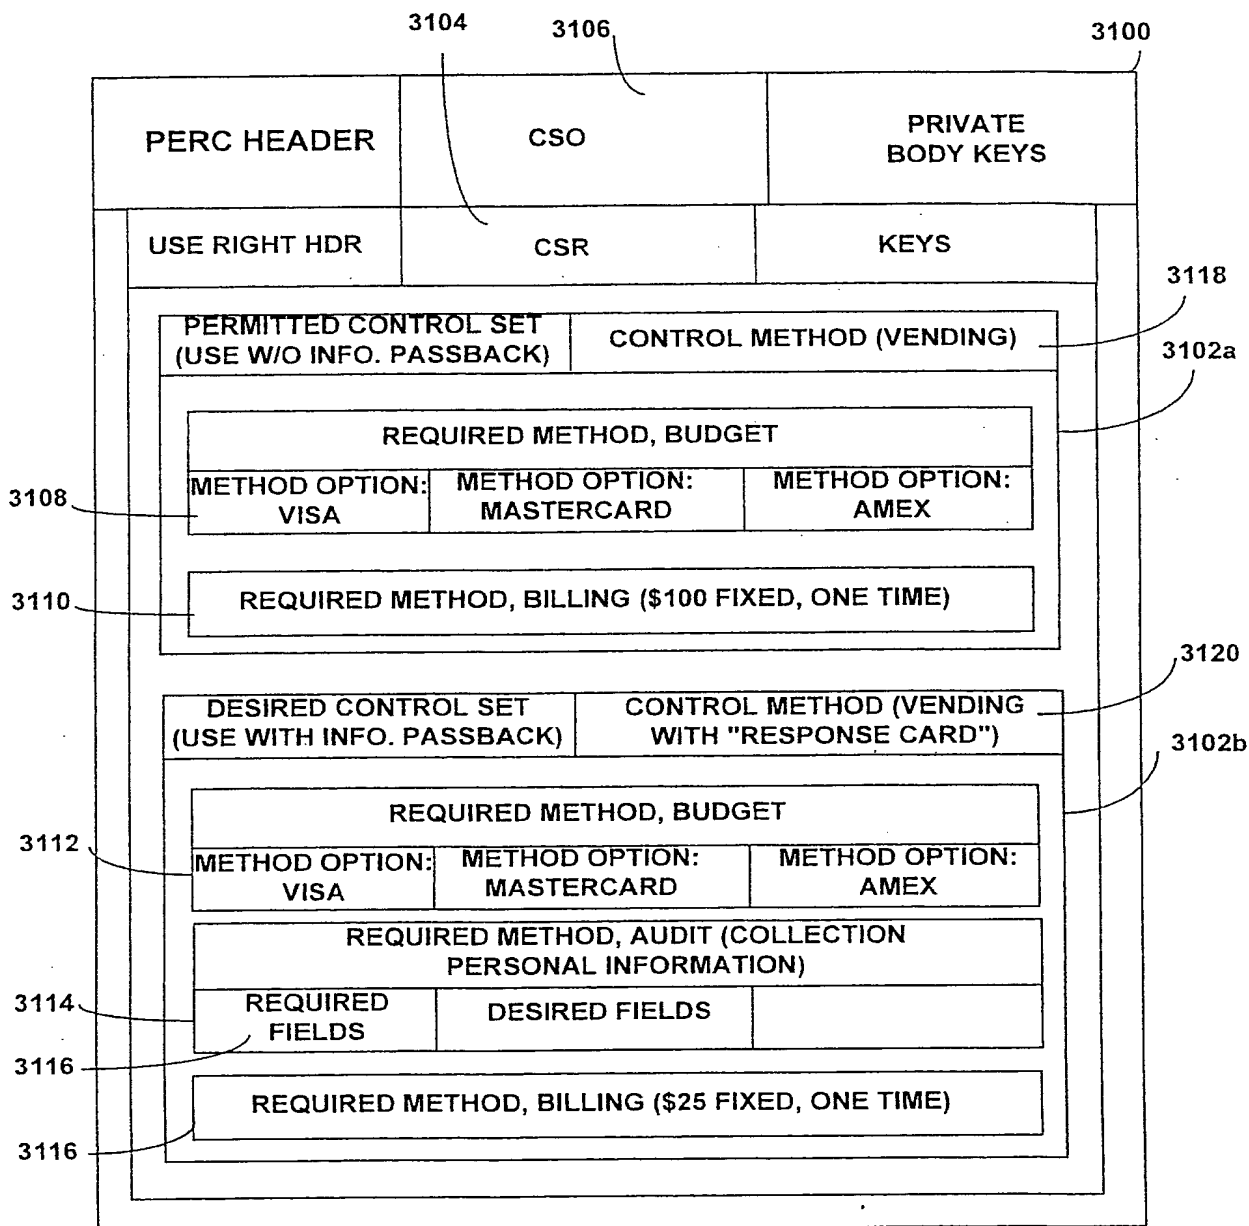 3104
3106
3100
PERC HEADER
CSO
PRIVATE
BODY KEYS
USE RIGHT HDR
CSR
KEYS
3118
PERMITTED CONTROL SET
(USE W/O INFO. PASSBACK)
CONTROL METHOD (VENDING)
3102a
REQUIRED METHOD, BUDGET
3108
METHOD OPTION:
VISA
METHOD OPTION:
MASTERCARD
METHOD OPTION:
AMEX
3110
REQUIRED METHOD, BILLING ($100 FIXED, ONE TIME)
3120
DESIRED CONTROL SET
(USE WITH INFO. PASSBACK)
CONTROL METHOD (VENDING
WITH "RESPONSE CARD")
3102b
REQUIRED METHOD, BUDGET
3112
METHOD OPTION:
VISA
METHOD OPTION:
MASTERCARD
METHOD OPTION:
AMEX
REQUIRED METHOD, AUDIT (COLLECTION
PERSONAL INFORMATION)
3114
REQUIRED
FIELDS
DESIRED FIELDS
3116
REQUIRED METHOD, BILLING ($25 FIXED, ONE TIME)
3116